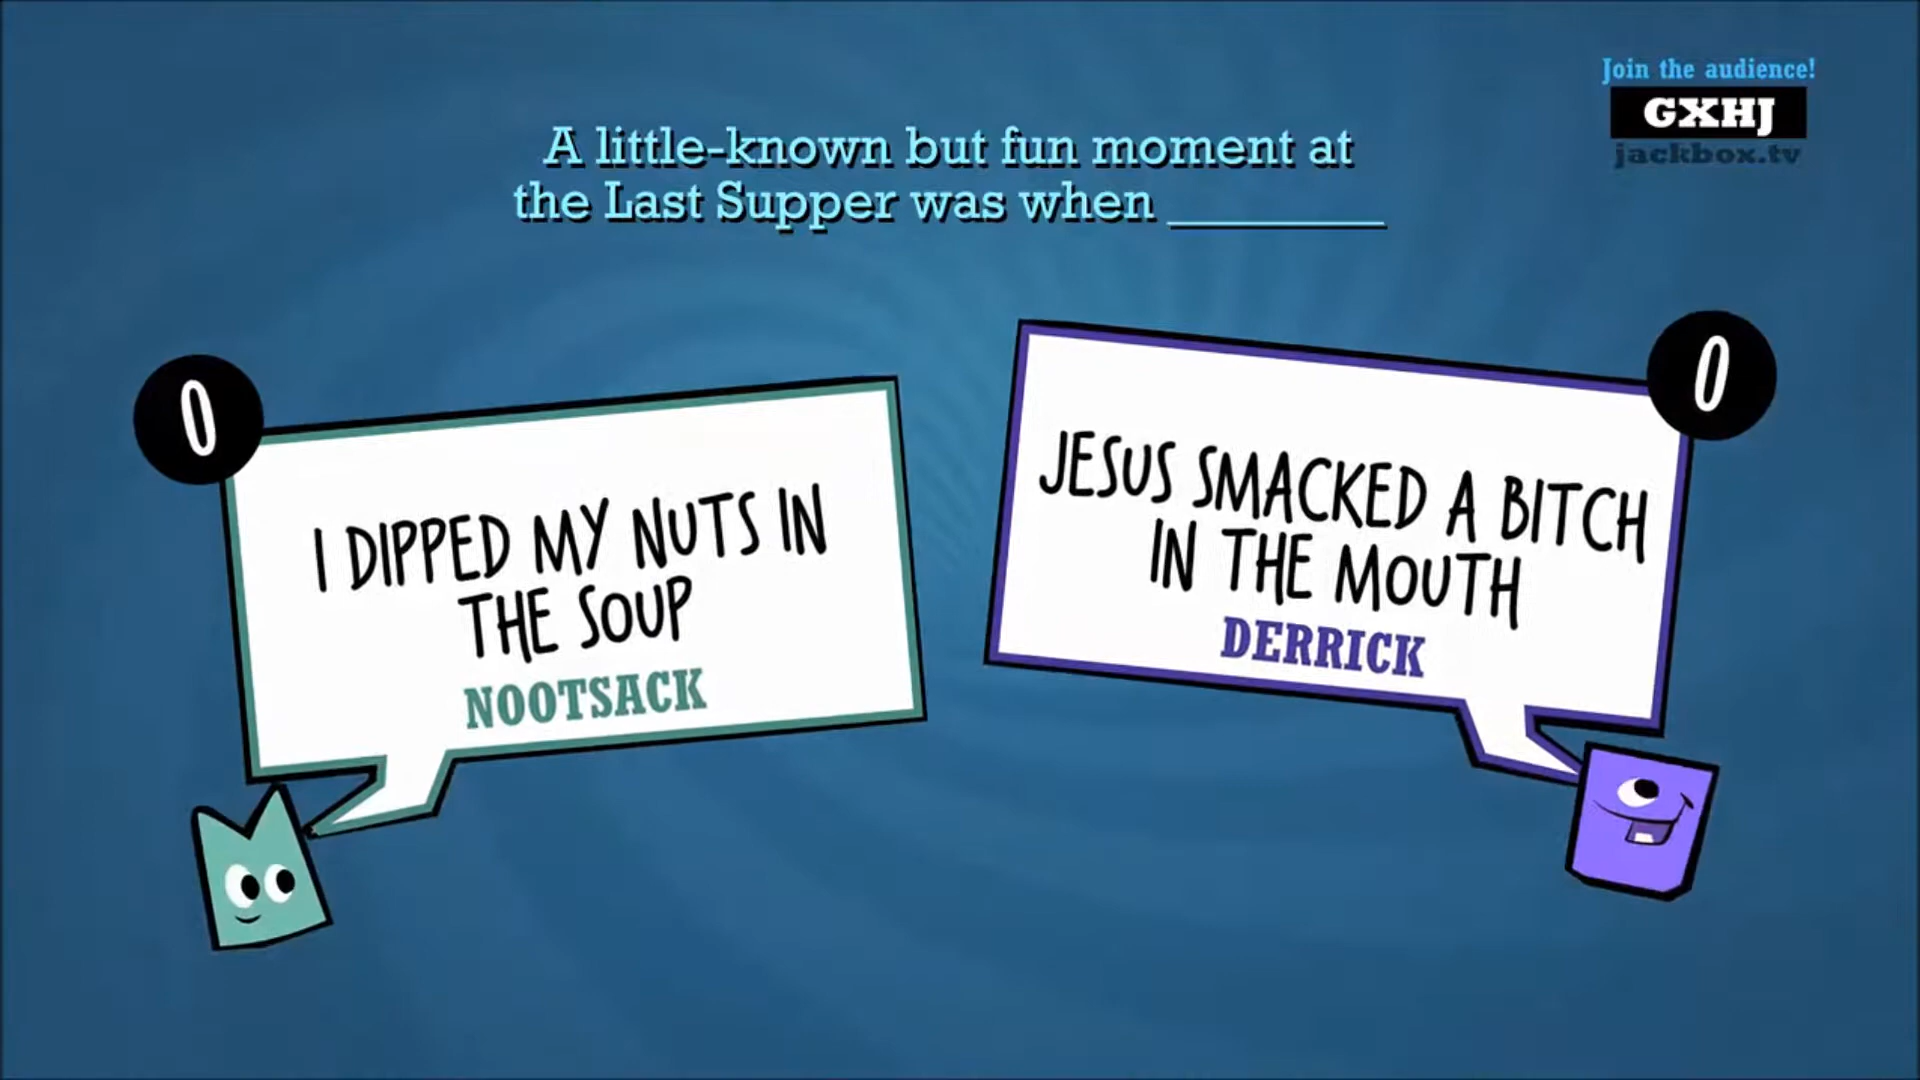 Join the audience!
GXHJ
jackbox.tv
A little-known but fun moment at
the Last Supper was when ________
0
I DIPPED MY NUTS IN
THE SOUP
NOOTSACK
0
JESUS SMACKED A BITCH
IN THE MOUTH
DERRICK